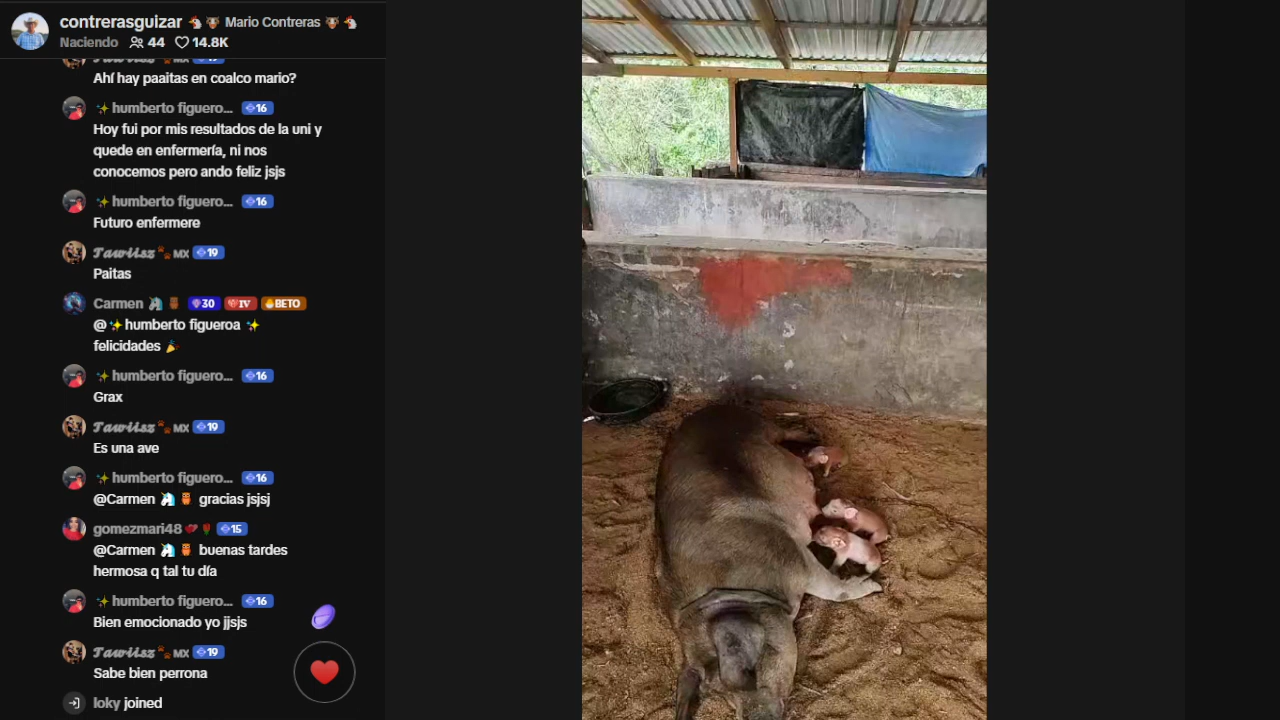 contrerasguizar 🐔 🐮 Mario Contreras 🐮 🐔
Naciendo 44 14.8K
Ahí hay paaitas en coalco mario?
✨ humberto figuero... 16
Hoy fui por mis resultados de la uni y
quede en enfermería, ni nos
conocemos pero ando feliz jsjs
✨ humberto figuero... 16
Futuro enfermere
𝓣𝓪𝔀𝓲𝓲𝓼𝔃🐾 MX 19
Paitas
Carmen 🦄 🦉 30 IV BETO
@✨humberto figueroa ✨
felicidades 🎉
✨ humberto figuero... 16
Grax
𝓣𝓪𝔀𝓲𝓲𝓼𝔃🐾 MX 19
Es una ave
✨ humberto figuero... 16
@Carmen 🦄 🦉 gracias jsjsj
gomezmari48💞🌹 15
@Carmen 🦄 🦉 buenas tardes
hermosa q tal tu día
✨ humberto figuero... 16
Bien emocionado yo jjsjs
𝓣𝓪𝔀𝓲𝓲𝓼𝔃🐾 MX 19
Sabe bien perrona
loky joined